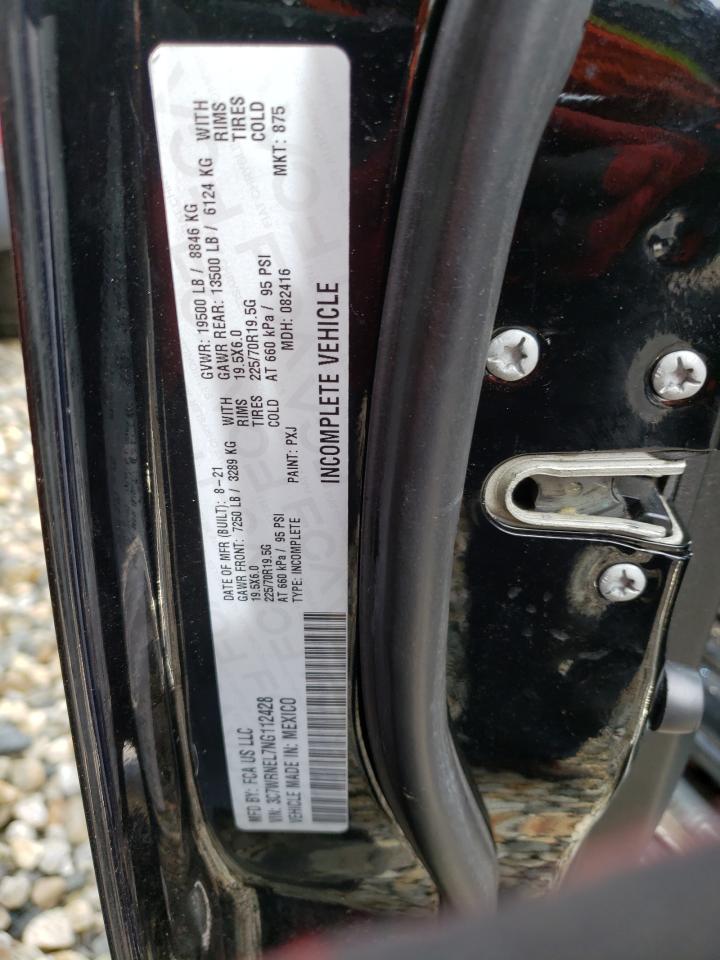 MFD BY: FCA US LLC
DATE OF MFR (BUILT): 8-21
GVWR: 19500 LB / 8846 KG
GAWR FRONT: 7250 LB / 3289 KG WITH
19.5X6.0 RIMS
225/70R19.5G TIRES
AT 660 kPa / 95 PSI COLD
GAWR REAR: 13500 LB / 6124 KG WITH
19.5X6.0 RIMS
225/70R19.5G TIRES
AT 660 kPa / 95 PSI COLD
VIN: 3C7WRNEL7NG112428
TYPE: INCOMPLETE
PAINT: PXJ
MDH: 082416
MKT: 875
VEHICLE MADE IN: MEXICO
INCOMPLETE VEHICLE